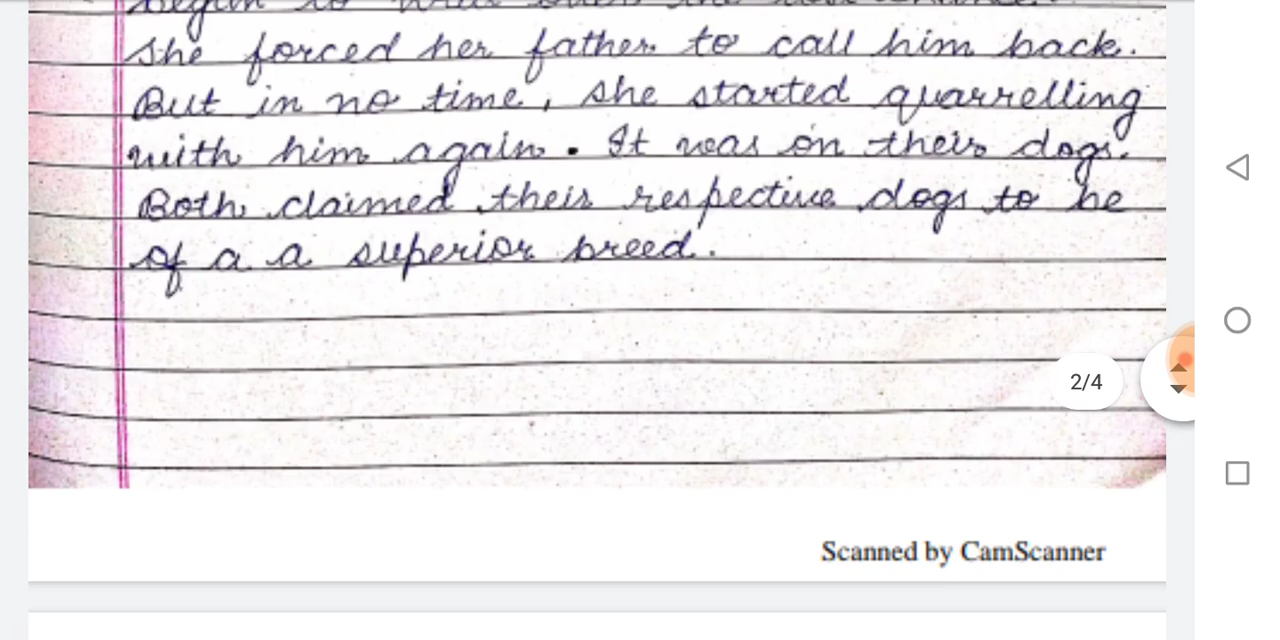 She forced her father to call him back.
But in no time, she started quarrelling
with him again. It was on their dogs.
Both claimed their respective dogs to be
of a a superior breed.
2/4
Scanned by CamScanner